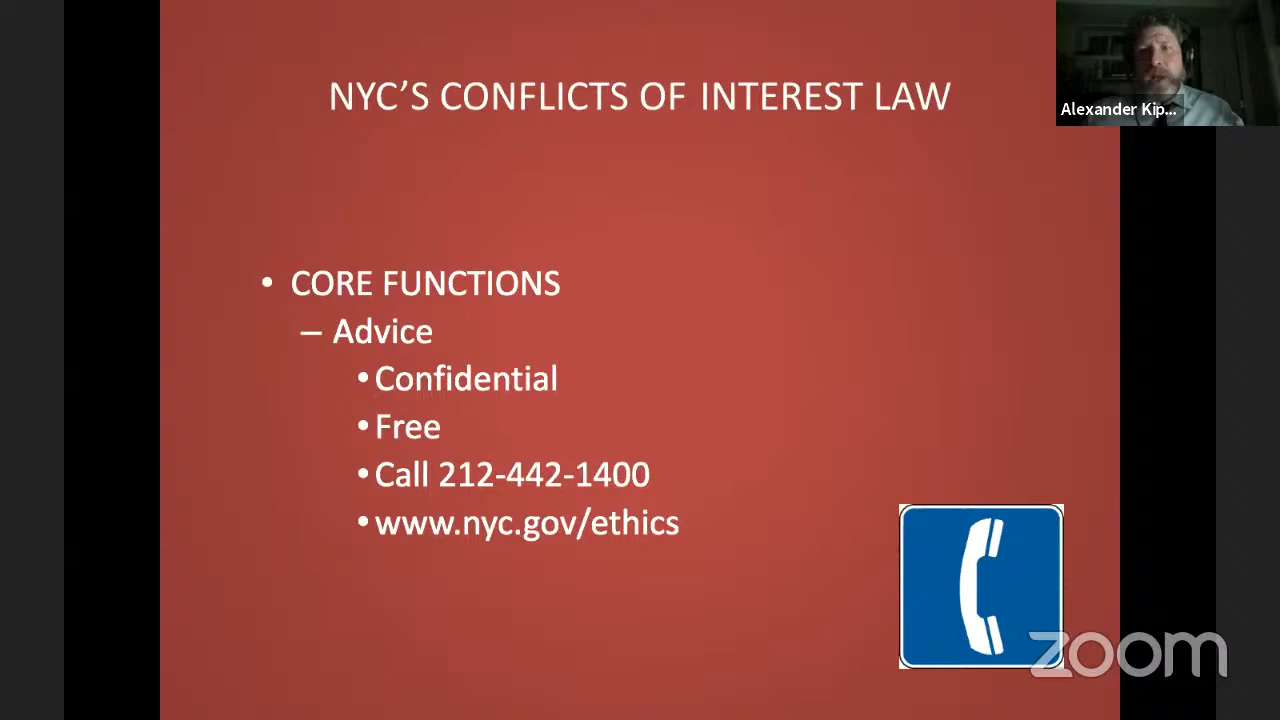 NYC’S CONFLICTS OF INTEREST LAW
Alexander Kip...
• CORE FUNCTIONS
– Advice
• Confidential
• Free
• Call 212-442-1400
• www.nyc.gov/ethics
zoom